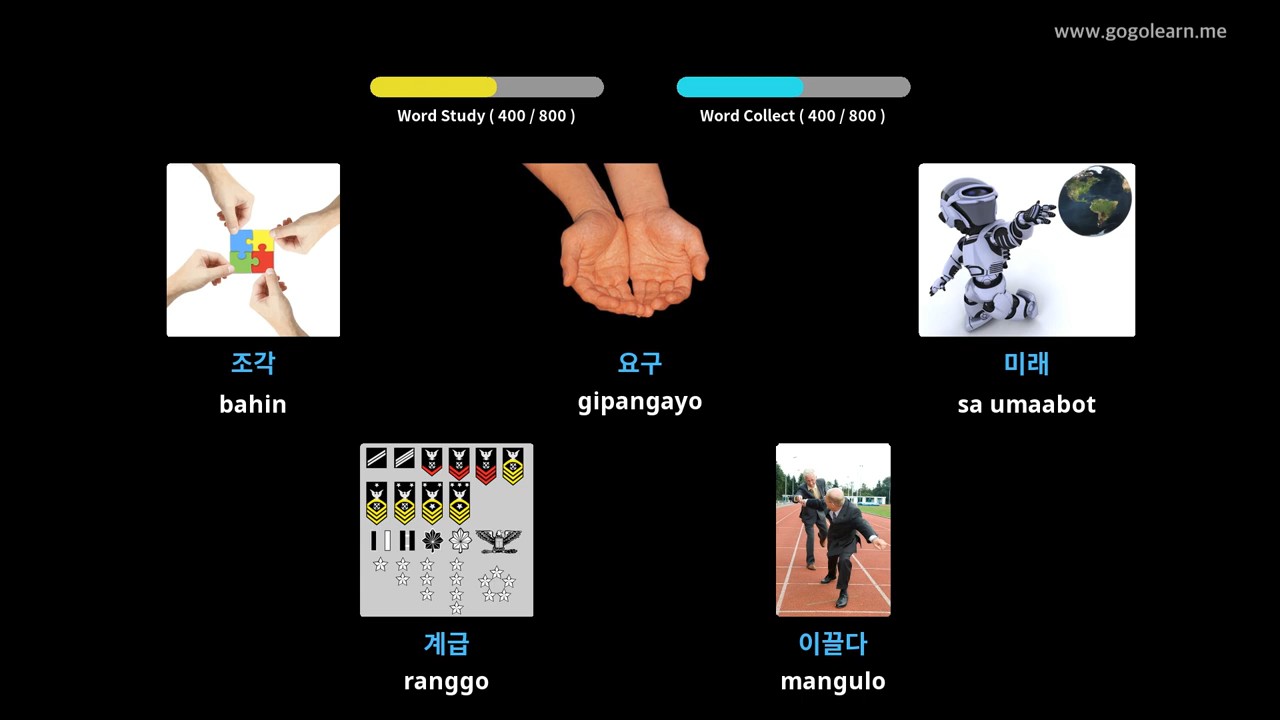 www.gogolearn.me
Word Study ( 400 / 800 )
Word Collect ( 400 / 800 )
조각
bahin
요구
gipangayo
미래
sa umaabot
계급
ranggo
이끌다
mangulo